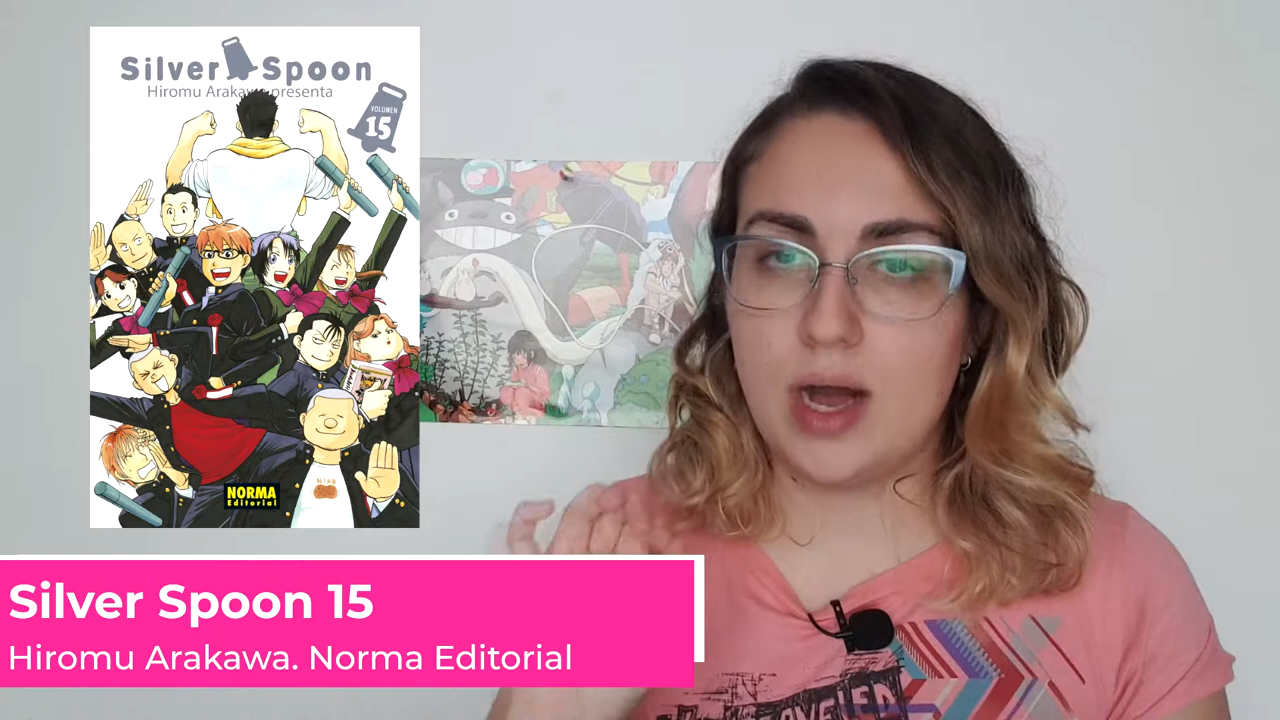 Silver Spoon
Hiromu Arakawa presenta
VOLUMEN
15
NORMA
Editorial
Silver Spoon 15
Hiromu Arakawa. Norma Editorial